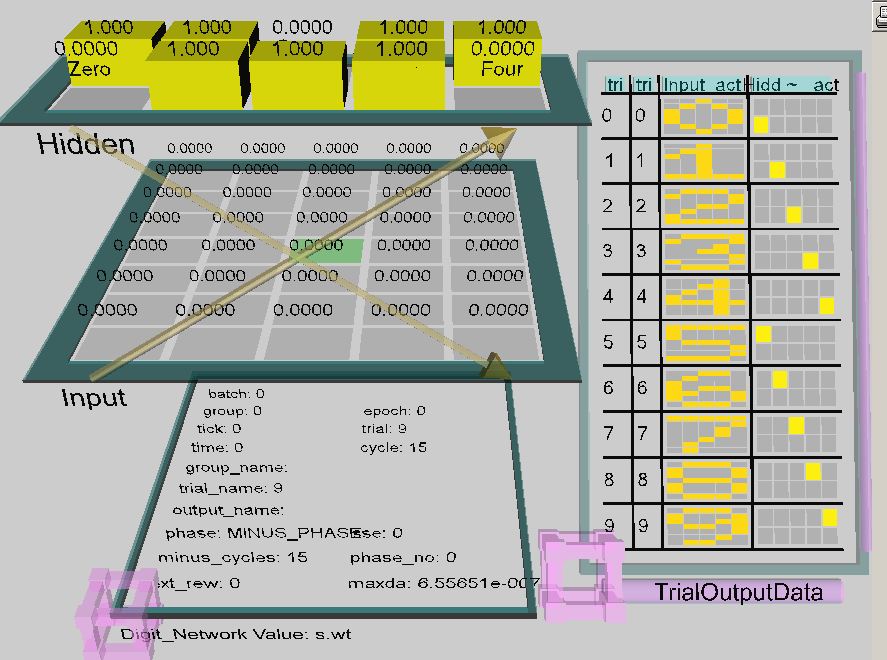 1.000 1.000 0.0000 1.000 1.000
0.0000 1.000 1.000 1.000 0.0000
Zero Four
Hidden
0.0000 0.0000 0.0000 0.0000 0.0000
0.0000 0.0000 0.0000 0.0000 0.0000
0.0000 0.0000 0.0000 0.0000 0.0000
0.0000 0.0000 0.0000 0.0000 0.0000
0.0000 0.0000 0.0000 0.0000 0.0000
0.0000 0.0000 0.0000 0.0000 0.0000
0.0000 0.0000 0.0000 0.0000 0.0000
Input
batch: 0
group: 0 epoch: 0
tick: 0 trial: 9
time: 0 cycle: 15
group_name:
trial_name: 9
output_name:
phase: MINUS_PHASE se: 0
minus_cycles: 15 phase_no: 0
ext_rew: 0 maxda: 6.55651e-007
Digit_Network Value: s.wt
tri tri Input_act Hidd ~ _act
0 0
1 1
2 2
3 3
4 4
5 5
6 6
7 7
8 8
9 9
TrialOutputData